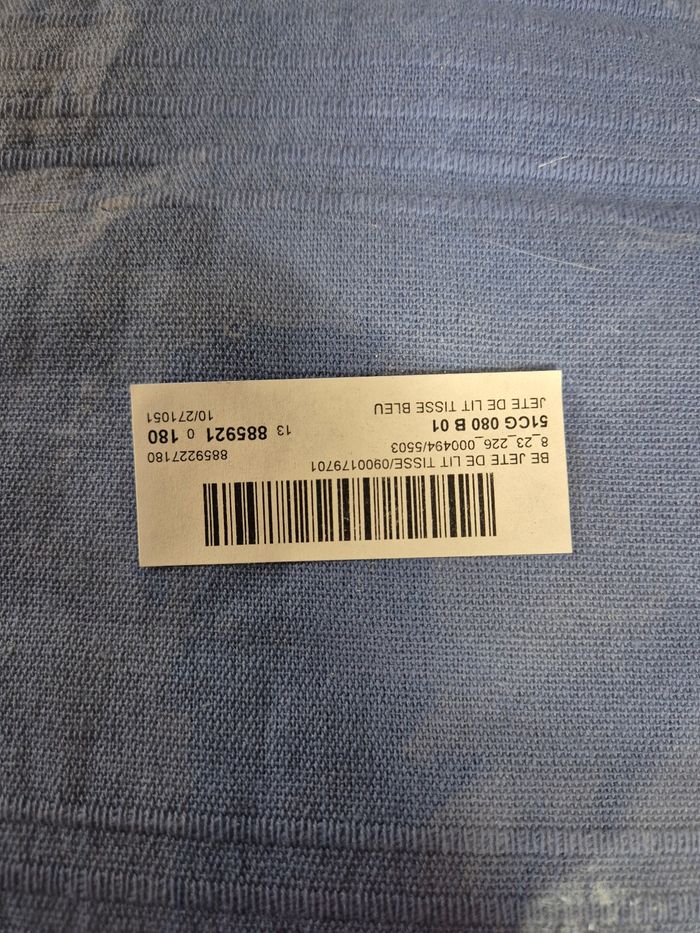 BE JETE DE LIT TISSE/0900179701
8_23_226_000494/5503 8859227180
51CG 080 B 01 13 885921 0 180
JETE DE LIT TISSE BLEU 10/271051